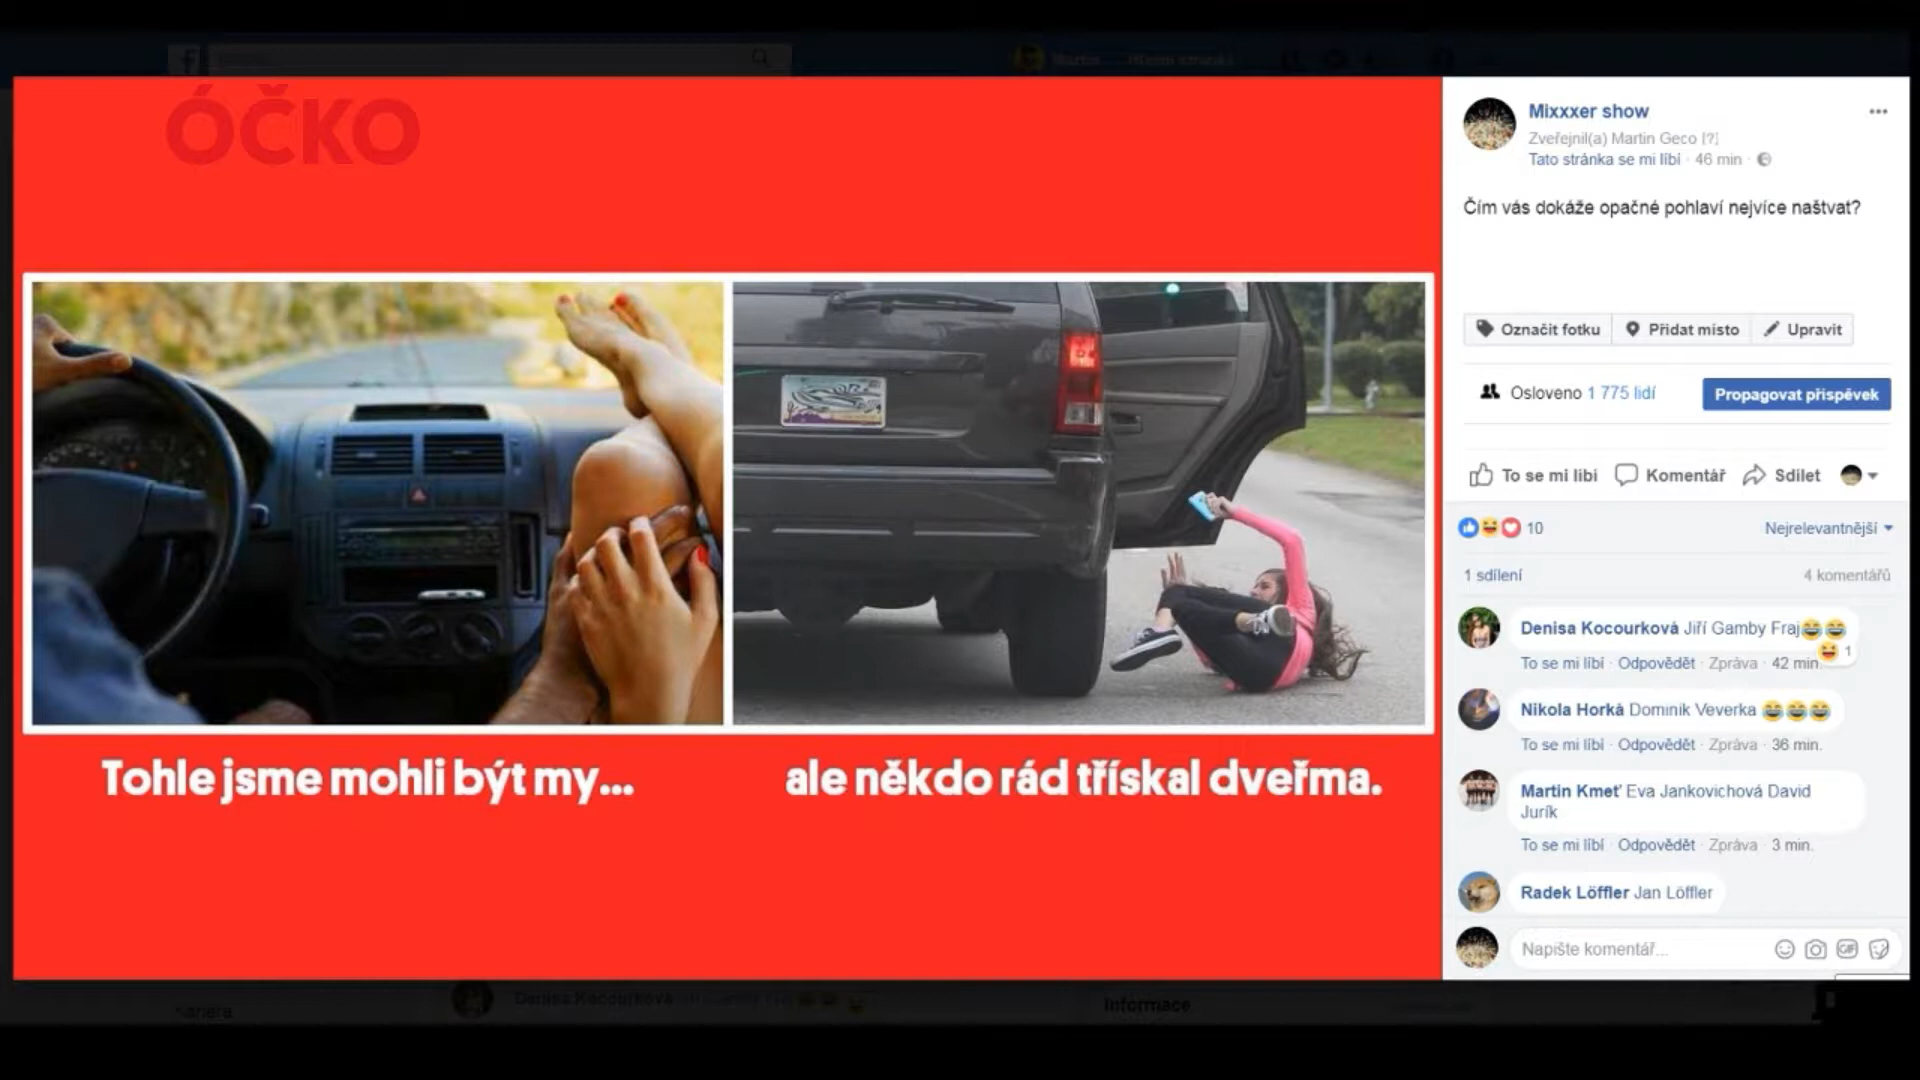 ÓČKO
Tohle jsme mohli být my...
ale někdo rád třískal dveřma.
Mixxxer show
Zveřejnil(a) Martin Geco [?]
Tato stránka se mi líbí · 46 min ·
Čím vás dokáže opačné pohlaví nejvíce naštvat?
Označit fotku
Přidat místo
Upravit
Osloveno 1 775 lidí
Propagovat příspěvek
To se mi líbí
Komentář
Sdílet
10
Nejrelevantnější
1 sdílení
4 komentářů
Denisa Kocourková Jiří Gamby Fraj😂😂
1
To se mi líbí · Odpovědět · Zpráva · 42 min
Nikola Horká Dominik Veverka 😂😂😂
To se mi líbí · Odpovědět · Zpráva · 36 min.
Martin Kmeť Eva Jankovichová David
Jurík
To se mi líbí · Odpovědět · Zpráva · 3 min.
Radek Löffler Jan Löffler
Napište komentář...
GIF
Denisa Kocourková
Informace